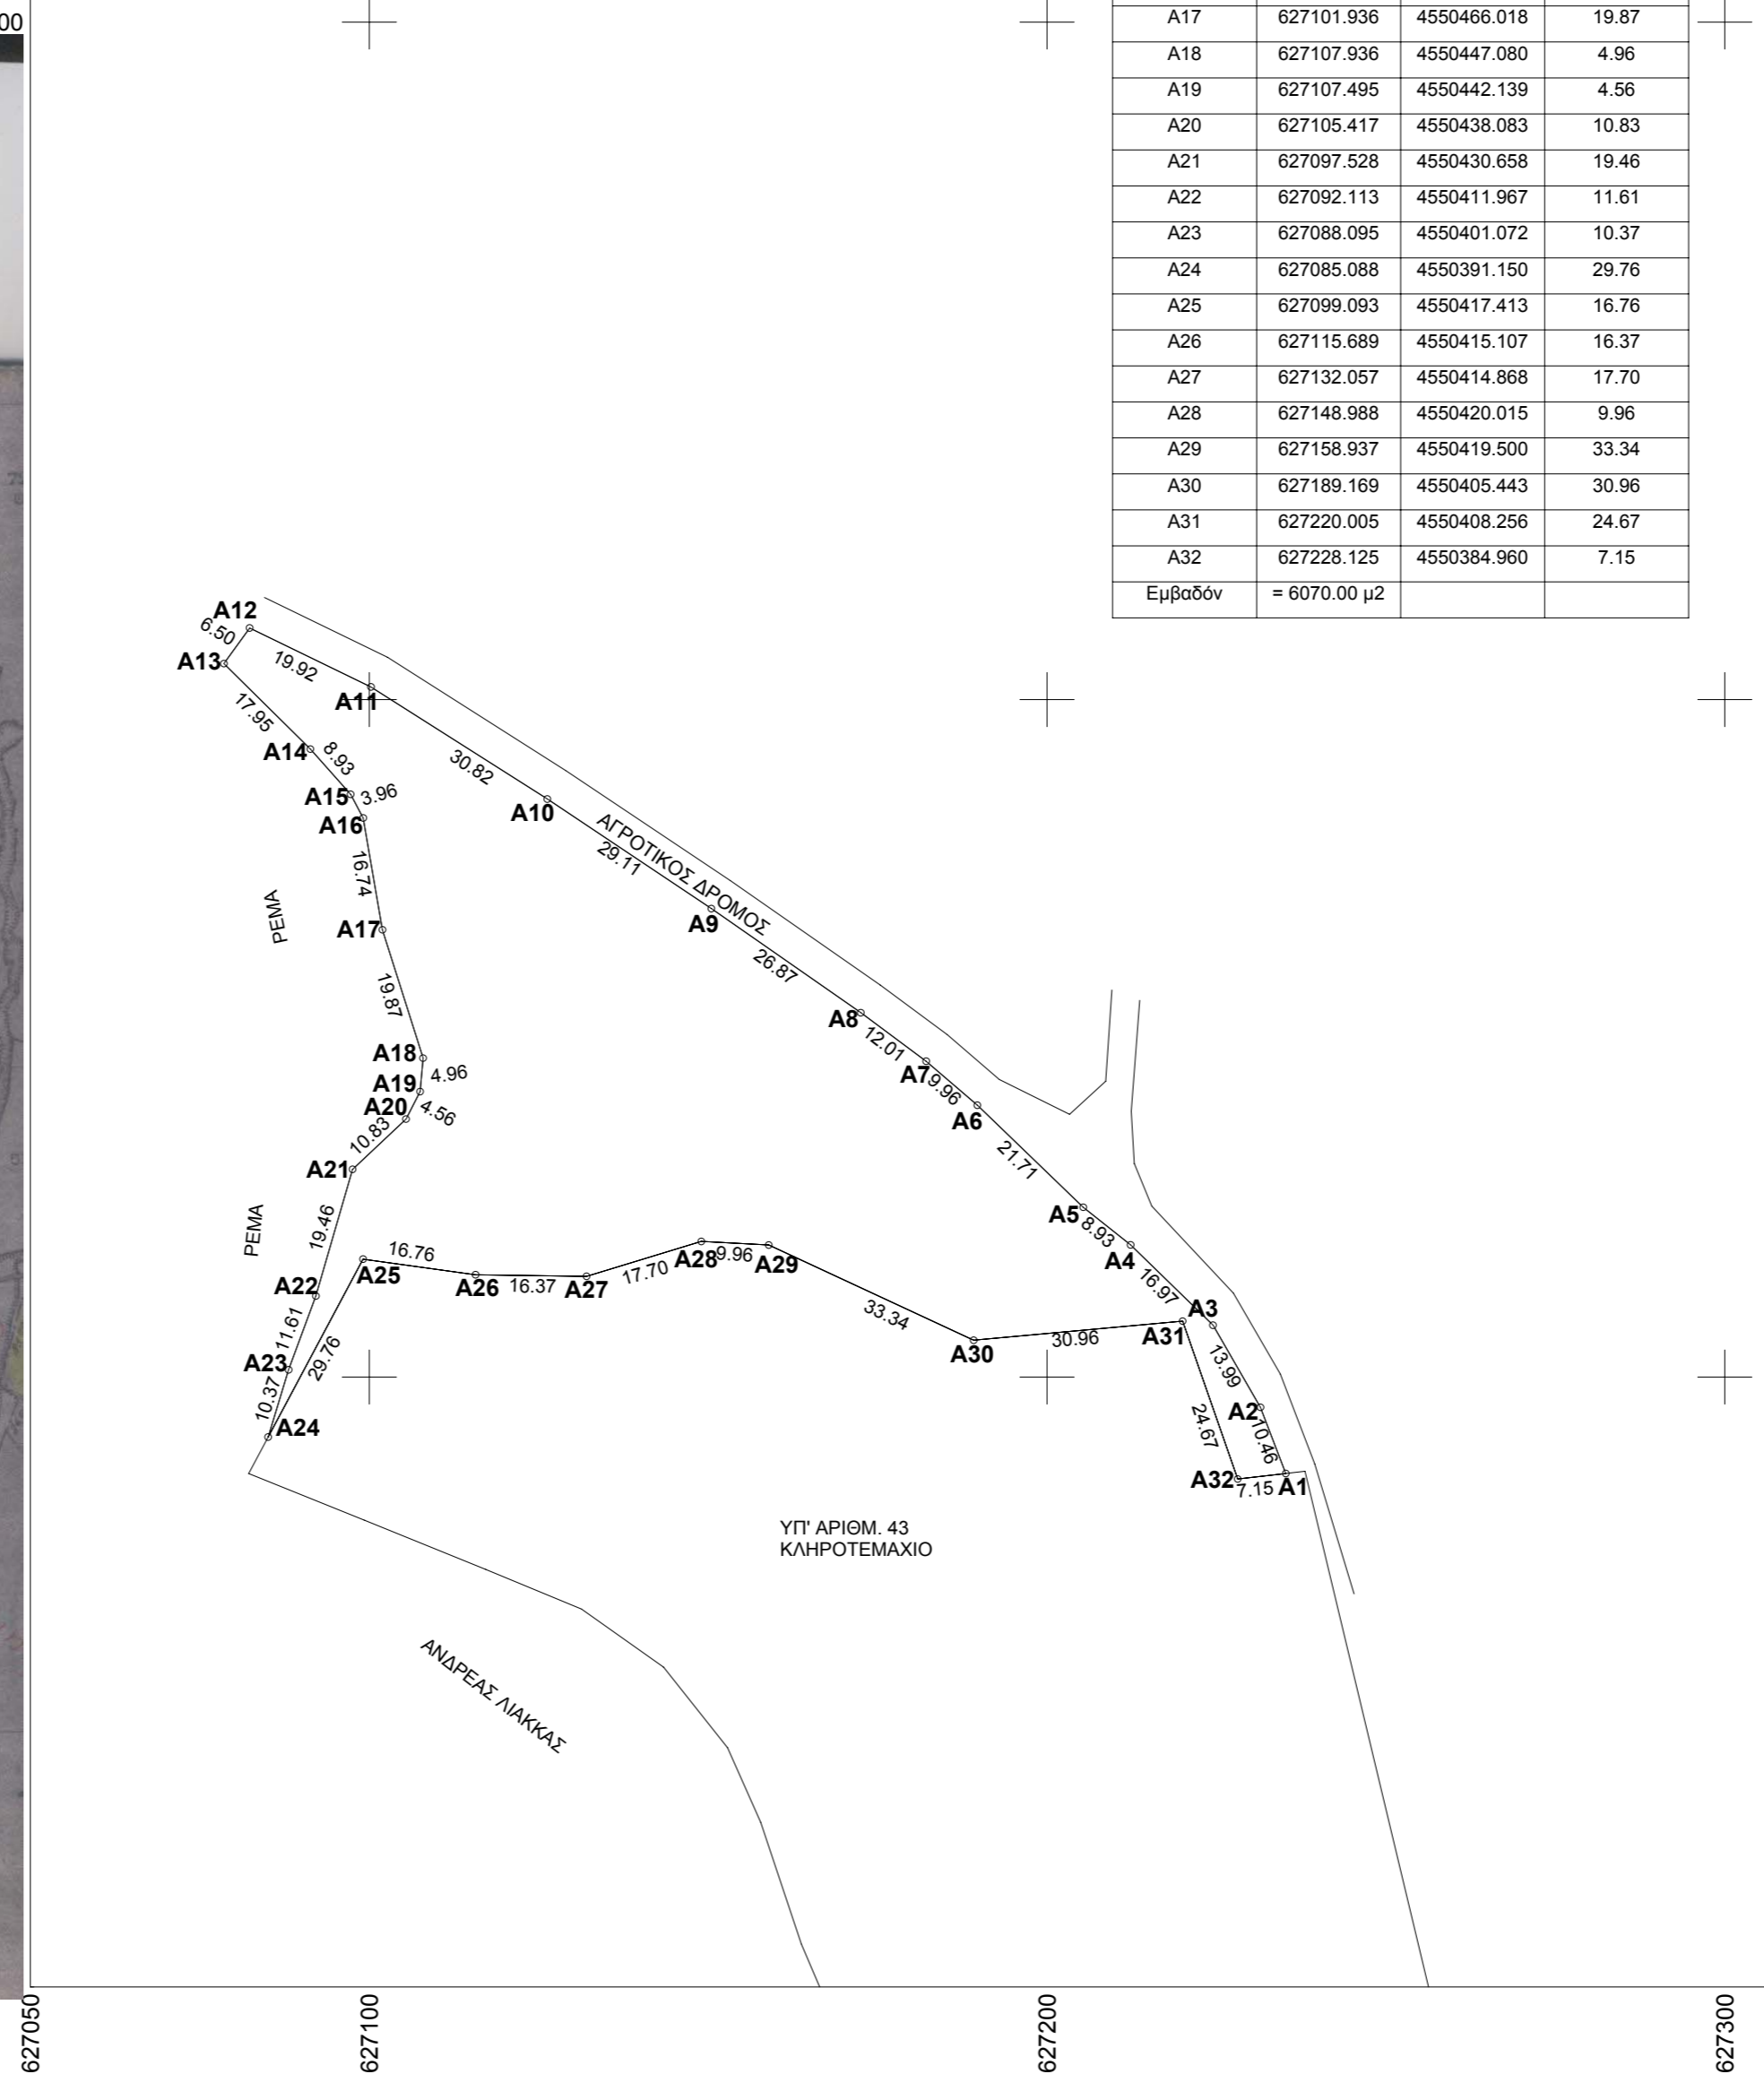 00
A17 627101.936 4550466.018 19.87
A18 627107.936 4550447.080 4.96
A19 627107.495 4550442.139 4.56
A20 627105.417 4550438.083 10.83
A21 627097.528 4550430.658 19.46
A22 627092.113 4550411.967 11.61
A23 627088.095 4550401.072 10.37
A24 627085.088 4550391.150 29.76
A25 627099.093 4550417.413 16.76
A26 627115.689 4550415.107 16.37
A27 627132.057 4550414.868 17.70
A28 627148.988 4550420.015 9.96
A29 627158.937 4550419.500 33.34
A30 627189.169 4550405.443 30.96
A31 627220.005 4550408.256 24.67
A32 627228.125 4550384.960 7.15
Εμβαδόν = 6070.00 μ2
A12
6.50
A13
19.92
A11
17.95
A14
8.93
30.82
A15
3.96
A10
A16
ΑΓΡΟΤΙΚΟΣ ΔΡΟΜΟΣ
29.11
16.74
ΡΕΜΑ
A17
A9
26.87
19.87
A8
12.01
A18
A7
4.96
A19
9.96
A20
4.56
A6
10.83
21.71
A21
A5
8.93
ΡΕΜΑ
19.46
A4
16.76
A28
9.96
A29
A25
16.97
A22
A26
16.37
A27
17.70
A3
11.61
33.34
A31
29.76
A30
30.96
13.99
A23
10.37
A2
24.67
10.46
A24
A32
7.15
A1
ΥΠ' ΑΡΙΘΜ. 43
ΚΛΗΡΟΤΕΜΑΧΙΟ
ΑΝΔΡΕΑΣ ΛΙΑΚΚΑΣ
627050
627100
627200
627300